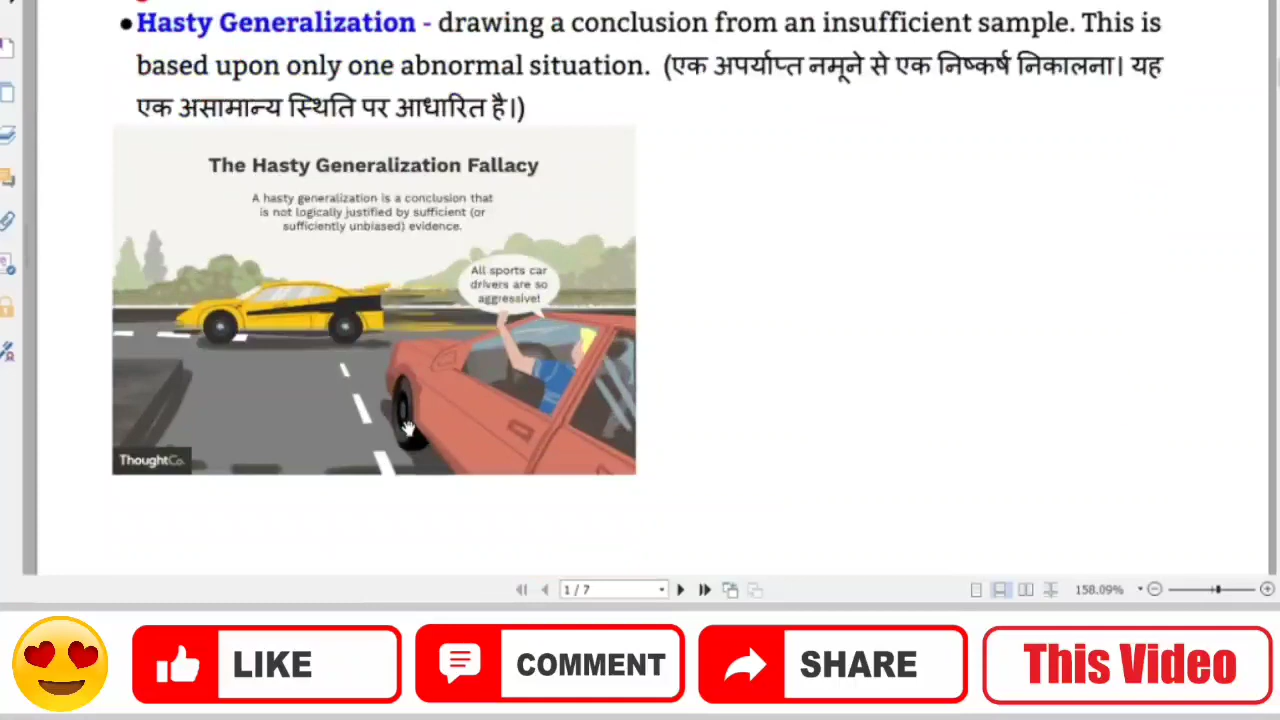 Hasty Generalization - drawing a conclusion from an insufficient sample. This is
based upon only one abnormal situation. (एक अपर्याप्त नमूने से एक निष्कर्ष निकालना। यह
एक असामान्य स्थिति पर आधारित है।)
The Hasty Generalization Fallacy
A hasty generalization is a conclusion that
is not logically justified by sufficient (or
sufficiently unbiased) evidence.
All sports car
drivers are so
aggressive!
ThoughtCo.
1 / 7
158.09%
LIKE
COMMENT
SHARE
This Video